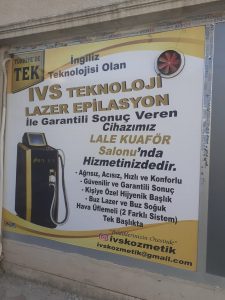 TÜRKİYE'DE
TEK
İngiliz
Teknolojisi Olan
IVS TEKNOLOJİ
LAZER EPİLASYON
İle Garantili Sonuç Veren
Cihazımız
LALE KUAFÖR
Salonu'nda
Hizmetinizdedir.
- Ağrısız, Acısız, Hızlı ve Konforlu
- Güvenilir ve Garantili Sonuç
- Kişiye Özel Hijyenik Başlık
- Buz Lazer ve Buz Soğuk
Hava Üflemeli (2 Farklı Sistem)
Tek Başlıkta
ivskozmetik
ivskozmetik@gmail.com